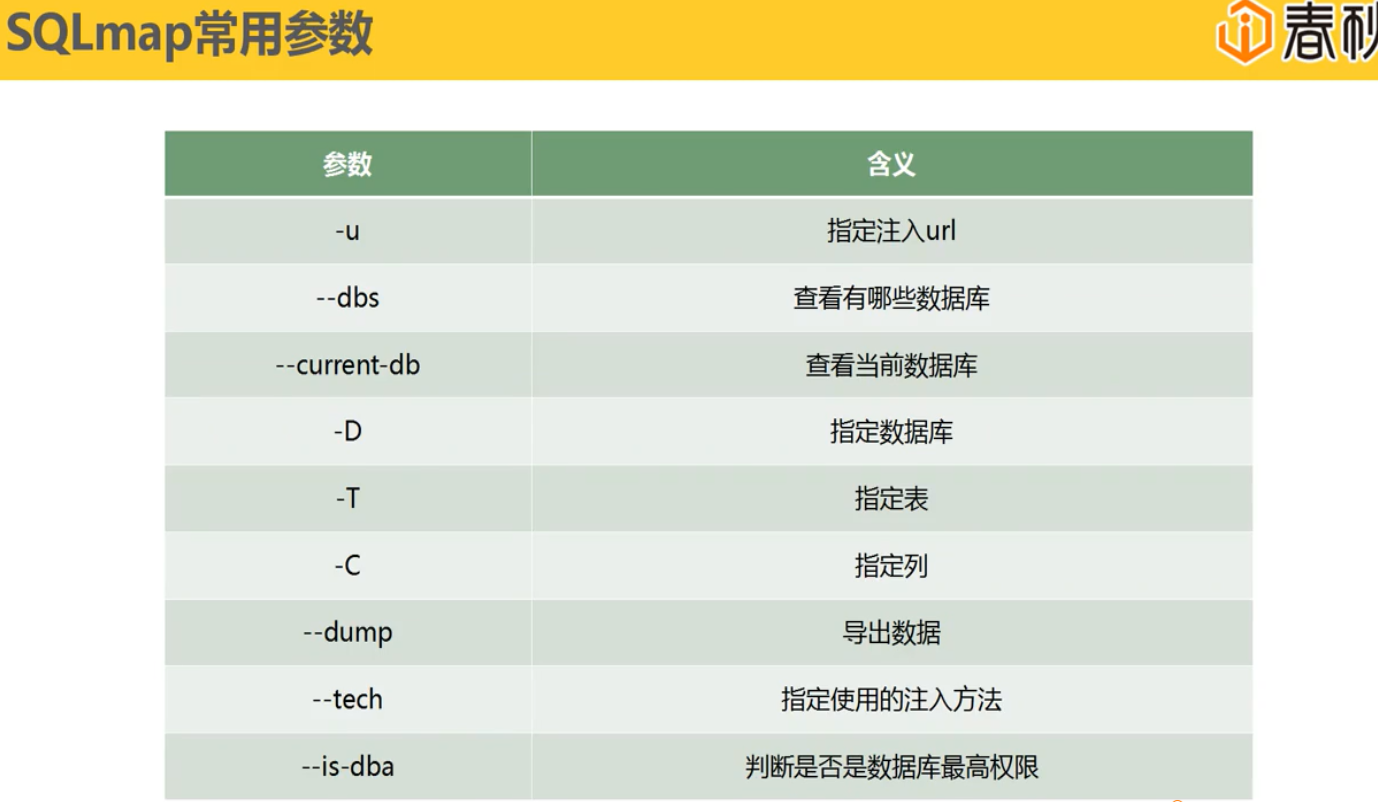 SQLmap常用参数
春秋
参数 含义
-u 指定注入url
--dbs 查看有哪些数据库
--current-db 查看当前数据库
-D 指定数据库
-T 指定表
-C 指定列
--dump 导出数据
--tech 指定使用的注入方法
--is-dba 判断是否是数据库最高权限